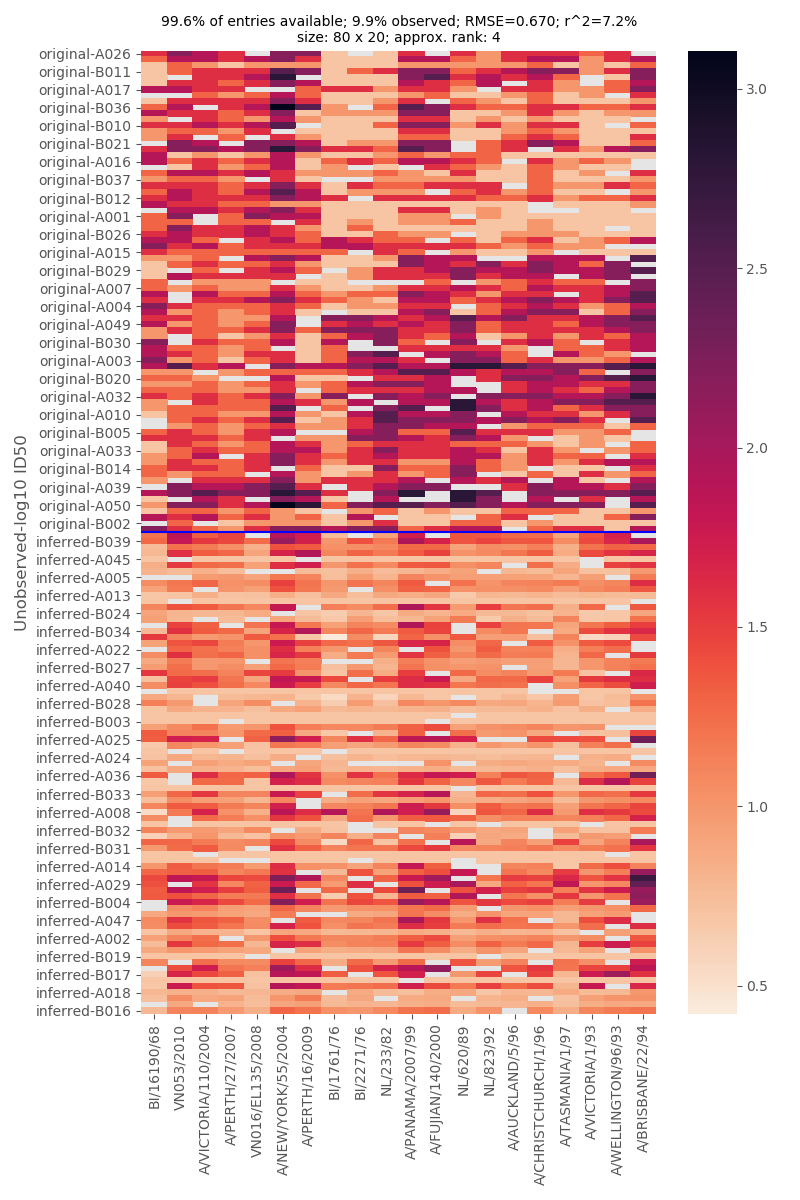 99.6% of entries available; 9.9% observed; RMSE=0.670; r^2=7.2%
size: 80 x 20; approx. rank: 4
Unobserved-log10 ID50
original-A026
original-B011
original-A017
original-B036
original-B010
original-B021
original-A016
original-B037
original-B012
original-A001
original-B026
original-A015
original-B029
original-A007
original-A004
original-A049
original-B030
original-A003
original-B020
original-A032
original-A010
original-B005
original-A033
original-B014
original-A039
original-A050
original-B002
inferred-B039
inferred-A045
inferred-A005
inferred-A013
inferred-B024
inferred-B034
inferred-A022
inferred-B027
inferred-A040
inferred-B028
inferred-B003
inferred-A025
inferred-A024
inferred-A036
inferred-B033
inferred-A008
inferred-B032
inferred-B031
inferred-A014
inferred-A029
inferred-B004
inferred-A047
inferred-A002
inferred-B019
inferred-B017
inferred-A018
inferred-B016
BI/16190/68
VN053/2010
A/VICTORIA/110/2004
A/PERTH/27/2007
VN016/EL135/2008
A/NEW/YORK/55/2004
A/PERTH/16/2009
BI/1761/76
BI/2271/76
NL/233/82
A/PANAMA/2007/99
A/FUJIAN/140/2000
NL/620/89
NL/823/92
A/AUCKLAND/5/96
A/CHRISTCHURCH/1/96
A/TASMANIA/1/97
A/VICTORIA/1/93
A/WELLINGTON/96/93
A/BRISBANE/22/94
3.0
2.5
2.0
1.5
1.0
0.5